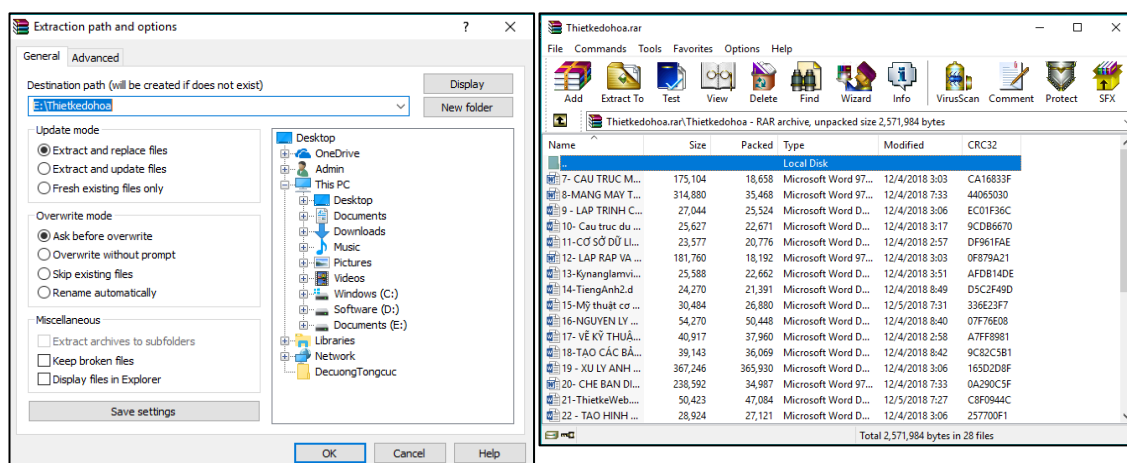 Extraction path and options
General Advanced
Destination path (will be created if does not exist)
Display
E:\Thietkedohoa
New folder
Update mode
Extract and replace files
Extract and update files
Fresh existing files only
Overwrite mode
Ask before overwrite
Overwrite without prompt
Skip existing files
Rename automatically
Miscellaneous
Extract archives to subfolders
Keep broken files
Display files in Explorer
Save settings
Desktop
OneDrive
Admin
This PC
Desktop
Documents
Downloads
Music
Pictures
Videos
Windows (C:)
Software (D:)
Documents (E:)
Libraries
Network
DecuongTongcuc
OK Cancel Help
Thietkedohoa.rar
File Commands Tools Favorites Options Help
Add Extract To Test View Delete Find Wizard Info VirusScan Comment Protect SFX
Thietkedohoa.rar\Thietkedohoa - RAR archive, unpacked size 2,571,984 bytes
Name Size Packed Type Modified CRC32
.. Local Disk
7- CAU TRUC M... 175,104 18,658 Microsoft Word 97... 12/4/2018 3:03 CA16833F
8-MANG MAY T... 314,880 35,468 Microsoft Word 97... 12/4/2018 7:33 44065030
9 - LAP TRINH C... 27,044 25,524 Microsoft Word D... 12/4/2018 3:06 EC01F36C
10- Cau truc du ... 25,627 22,671 Microsoft Word D... 12/4/2018 3:17 9CDB6670
11-CƠ SỞ DỮ LI... 23,577 20,776 Microsoft Word D... 12/4/2018 2:57 DF961FAE
12- LAP RAP VA ... 181,760 18,192 Microsoft Word 97... 12/4/2018 3:03 0F879A21
13-Kynanglamvi... 25,588 22,662 Microsoft Word D... 12/4/2018 3:51 AFDB14DE
14-TiengAnh2.d... 24,270 21,391 Microsoft Word D... 12/4/2018 8:49 D5C2F49D
15-Mỹ thuật cơ ... 30,484 26,880 Microsoft Word D... 12/5/2018 7:31 336E23F7
16-NGUYEN LY ... 54,270 50,448 Microsoft Word D... 12/4/2018 8:40 07F76E08
17- VẼ KỸ THUẬ... 40,917 37,960 Microsoft Word D... 12/4/2018 2:58 A7FF8981
18-TẠO CÁC BẢ... 39,143 36,069 Microsoft Word D... 12/4/2018 8:42 9C82C5B1
19 - XU LY ANH ... 367,246 365,930 Microsoft Word D... 12/4/2018 3:06 165D2D8F
20- CHE BAN DI... 238,592 34,987 Microsoft Word 97... 12/4/2018 7:33 0A290C5F
21-ThietkeWeb.... 50,423 47,084 Microsoft Word D... 12/5/2018 7:27 C8F0944C
22 - TAO HINH ... 28,924 27,121 Microsoft Word D... 12/4/2018 3:06 257700F1
Total 2,571,984 bytes in 28 files